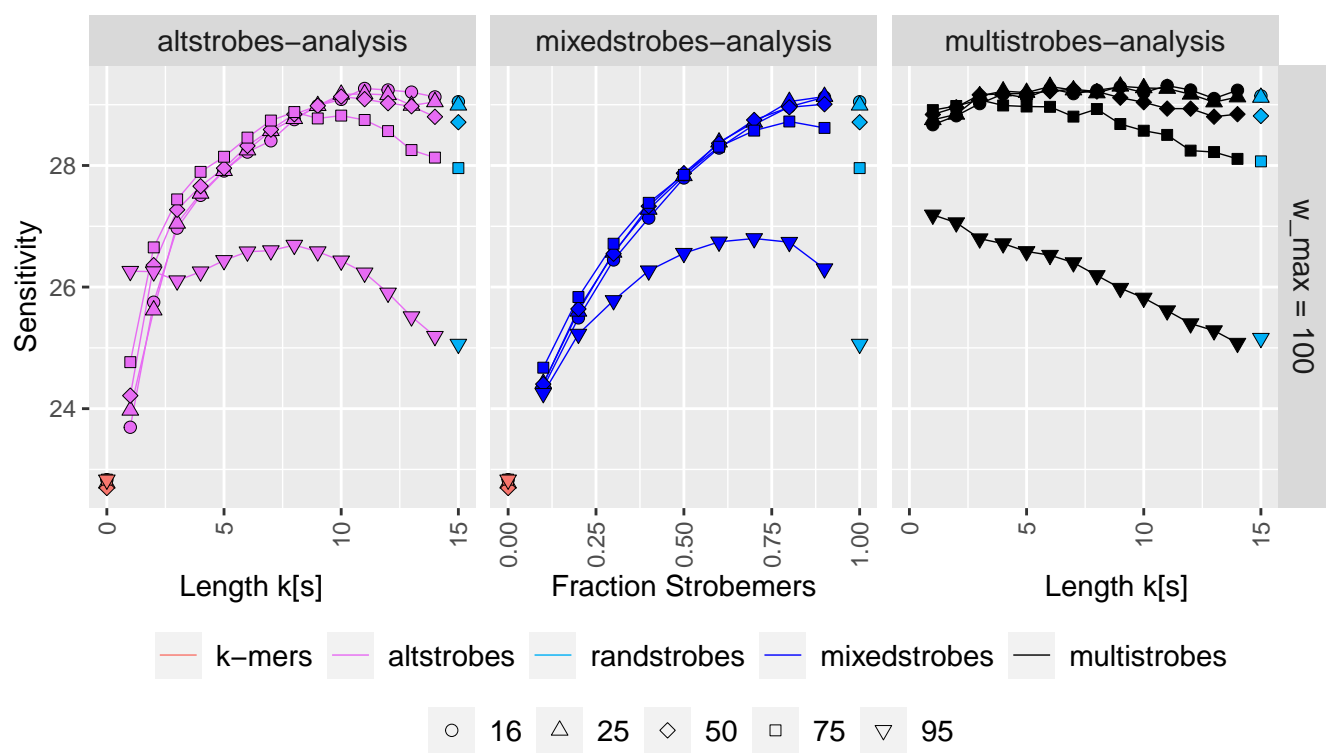 altstrobes−analysis mixedstrobes−analysis multistrobes−analysis
Sensitivity
28
26
24
w_max = 100
0 5 10 15 0.00 0.25 0.50 0.75 1.00 0 5 10 15
Length k[s] Fraction Strobemers Length k[s]
k−mers altstrobes randstrobes mixedstrobes multistrobes
16 25 50 75 95